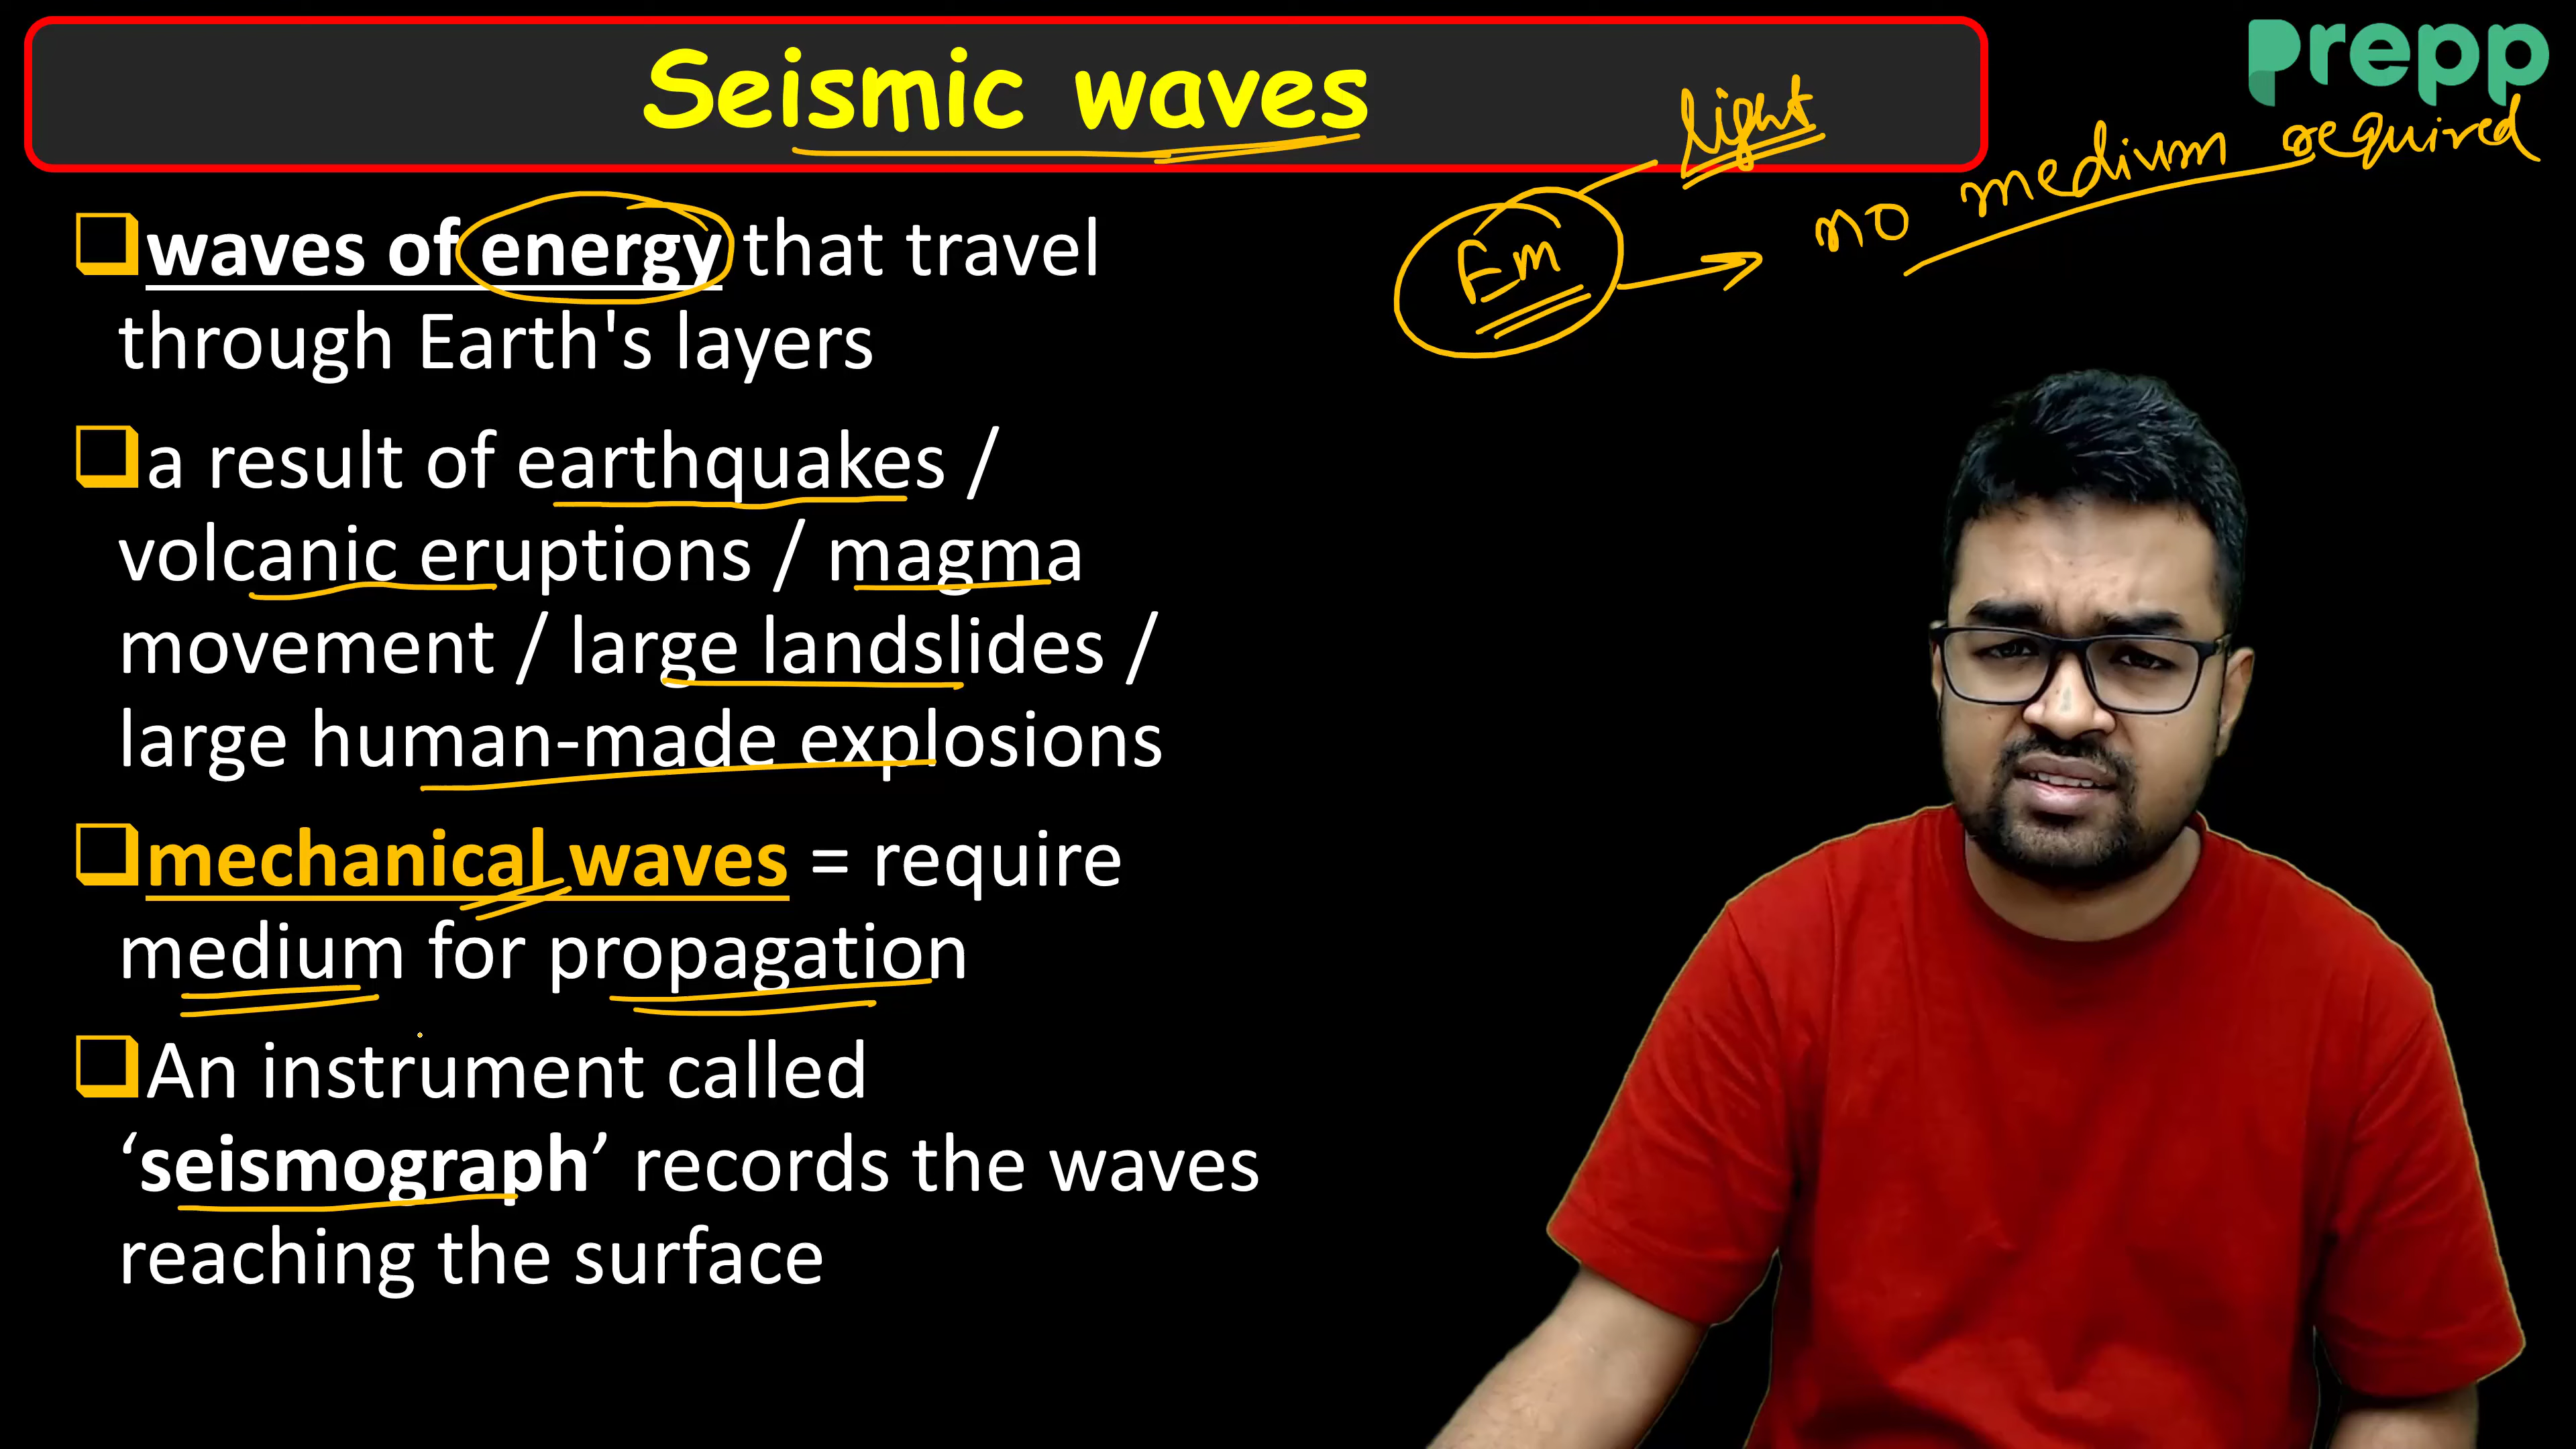 Seismic waves
prepp
light
no medium required
Em
waves of energy that travel
through Earth's layers
a result of earthquakes /
volcanic eruptions / magma
movement / large landslides /
large human-made explosions
mechanical waves = require
medium for propagation
An instrument called
‘seismograph’ records the waves
reaching the surface